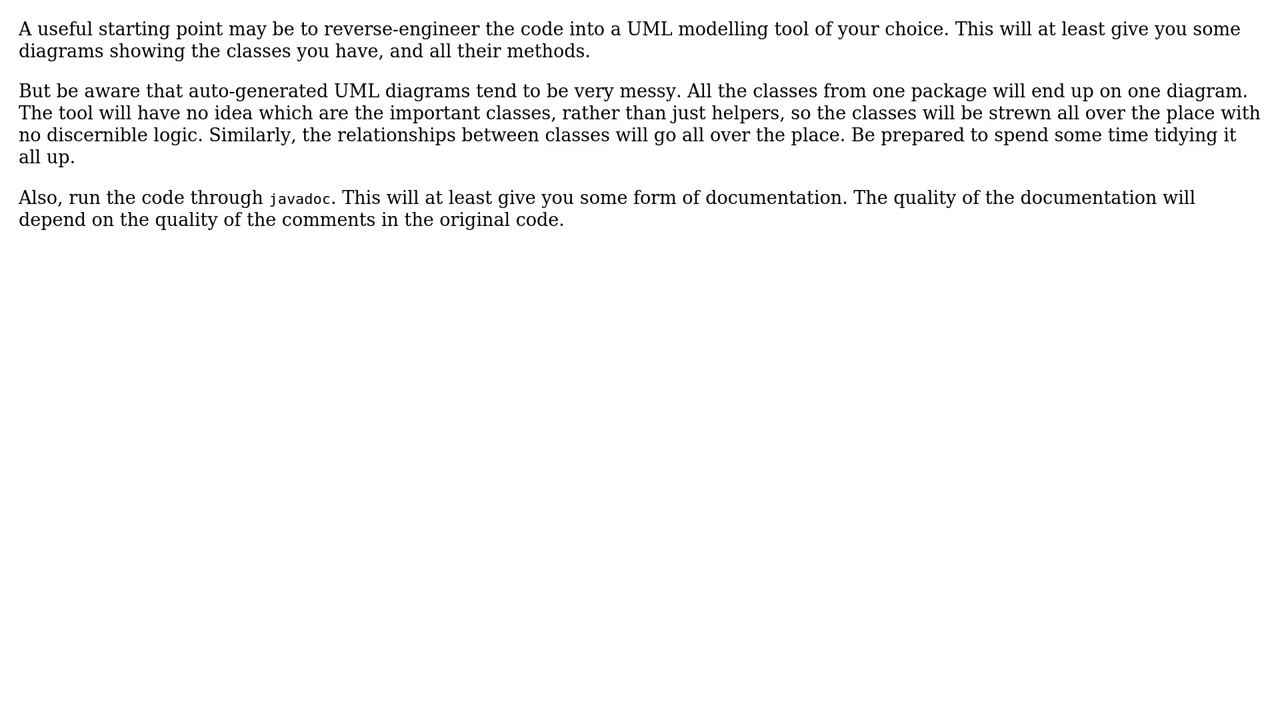 A useful starting point may be to reverse-engineer the code into a UML modelling tool of your choice. This will at least give you some
diagrams showing the classes you have, and all their methods.
But be aware that auto-generated UML diagrams tend to be very messy. All the classes from one package will end up on one diagram.
The tool will have no idea which are the important classes, rather than just helpers, so the classes will be strewn all over the place with
no discernible logic. Similarly, the relationships between classes will go all over the place. Be prepared to spend some time tidying it
all up.
Also, run the code through javadoc. This will at least give you some form of documentation. The quality of the documentation will
depend on the quality of the comments in the original code.